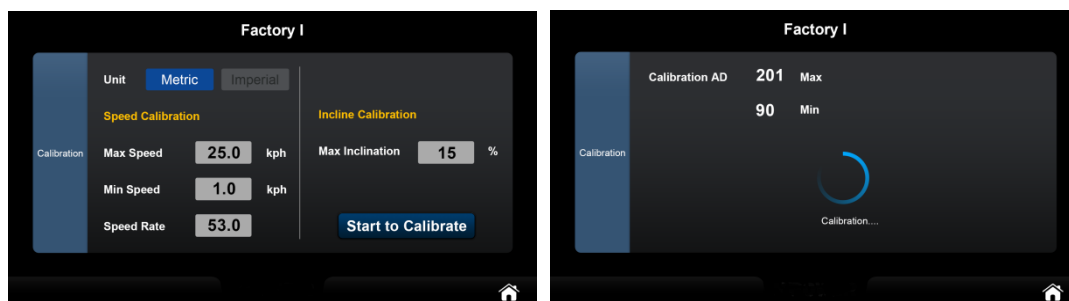 Factory I
Unit Metric Imperial
Speed Calibration
Incline Calibration
Calibration
Max Speed 25.0 kph
Max Inclination 15 %
Min Speed 1.0 kph
Speed Rate 53.0
Start to Calibrate
Factory I
Calibration AD 201 Max
90 Min
Calibration
Calibration....